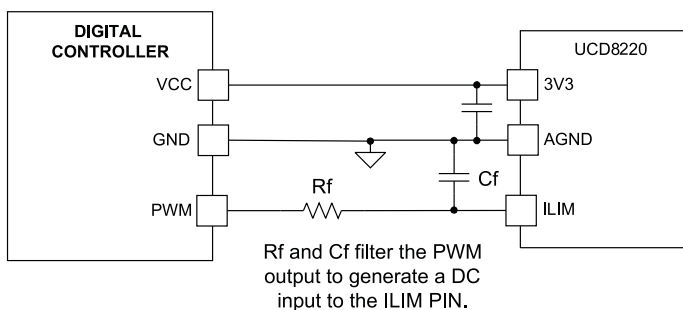 DIGITAL
CONTROLLER
UCD8220
VCC
3V3
GND
AGND
Rf
Cf
PWM
ILIM
Rf and Cf filter the PWM
output to generate a DC
input to the ILIM PIN.